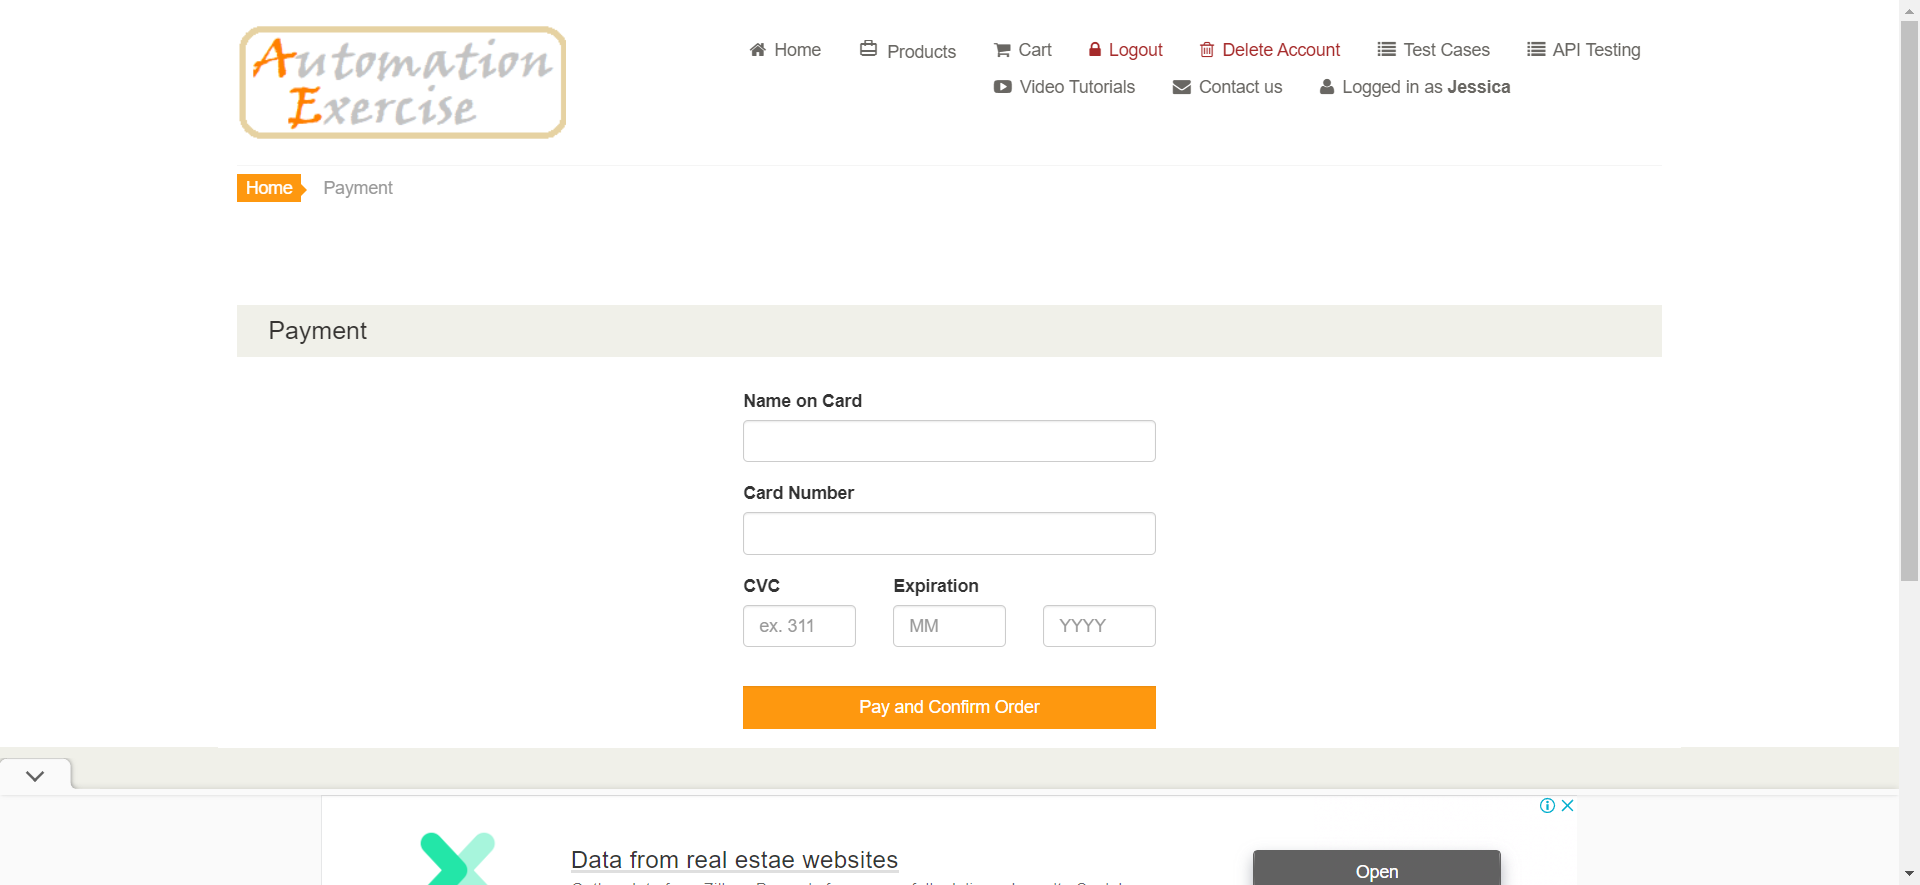 Automation
Exercise
Home
Products
Cart
Logout
Delete Account
Test Cases
API Testing
Video Tutorials
Contact us
Logged in as Jessica
Home
Payment
Payment
Name on Card
Card Number
CVC
Expiration
ex. 311
MM
YYYY
Pay and Confirm Order
Data from real estae websites
Open